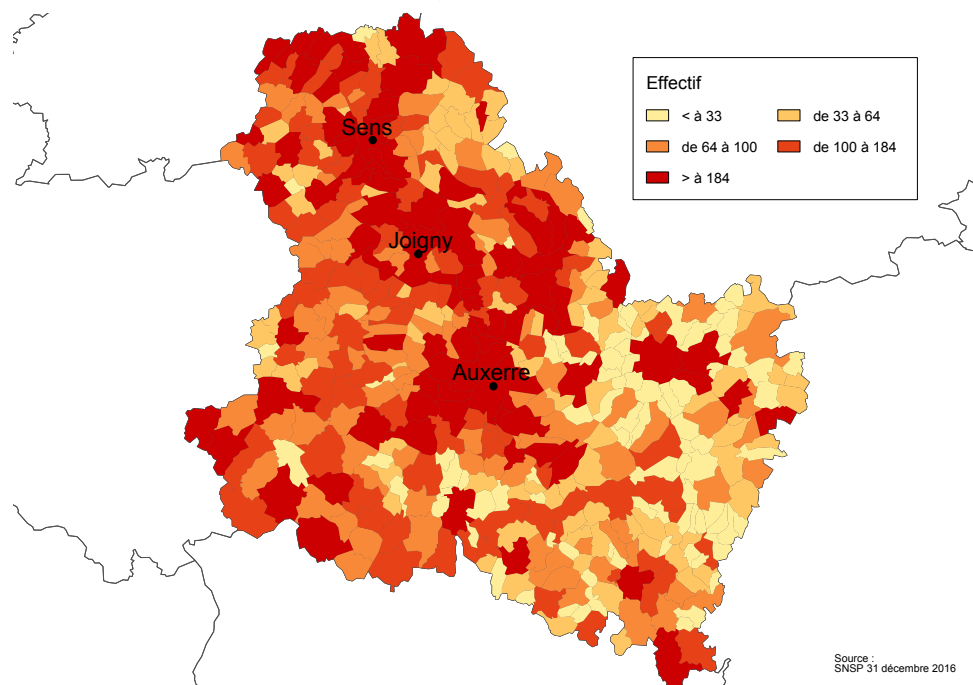 Effectif
< à 33
de 33 à 64
de 64 à 100
de 100 à 184
> à 184
Sens
Joigny
Auxerre
Source :
SNSP 31 décembre 2016